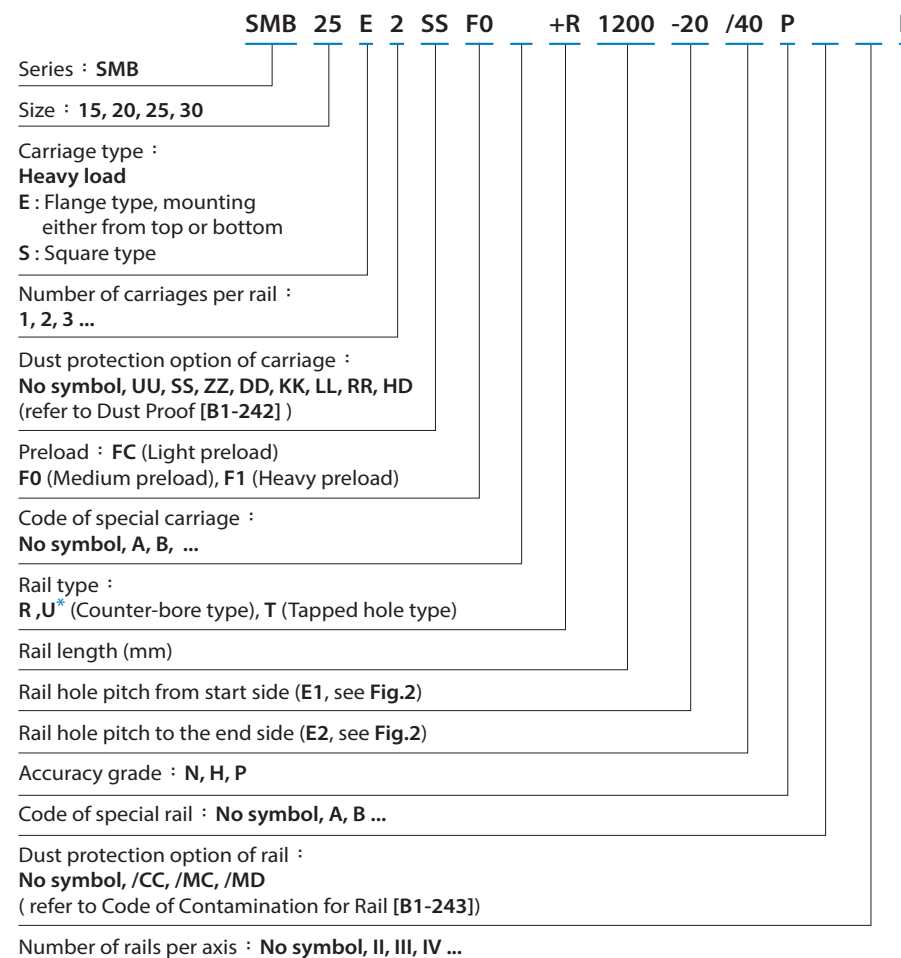 SMB 25 E 2 SS F0 +R 1200 -20 /40 P
Series：SMB
Size：15, 20, 25, 30
Carriage type：
Heavy load
E : Flange type, mounting
either from top or bottom
S : Square type
Number of carriages per rail：
1, 2, 3 ...
Dust protection option of carriage：
No symbol, UU, SS, ZZ, DD, KK, LL, RR, HD
(refer to Dust Proof [B1-242] )
Preload：FC (Light preload)
F0 (Medium preload), F1 (Heavy preload)
Code of special carriage：
No symbol, A, B, ...
Rail type：
R ,U* (Counter-bore type), T (Tapped hole type)
Rail length (mm)
Rail hole pitch from start side (E1, see Fig.2)
Rail hole pitch to the end side (E2, see Fig.2)
Accuracy grade：N, H, P
Code of special rail：No symbol, A, B ...
Dust protection option of rail：
No symbol, /CC, /MC, /MD
( refer to Code of Contamination for Rail [B1-243])
Number of rails per axis：No symbol, II, III, IV ...